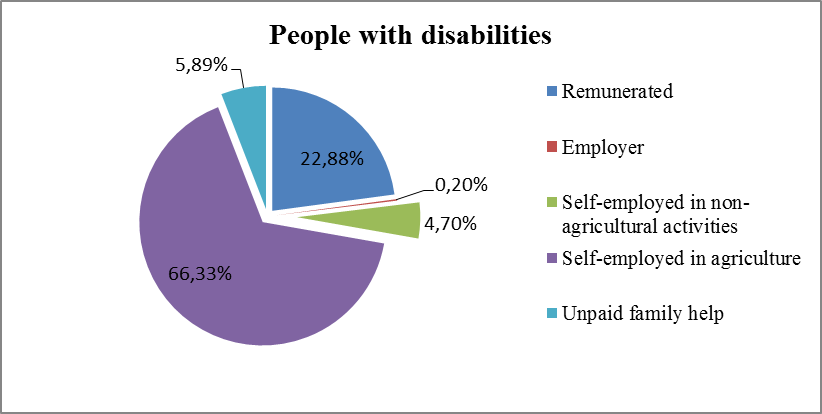 People with disabilities
5,89%
22,88%
0,20%
4,70%
66,33%
Remunerated
Employer
Self-employed in non-
agricultural activities
Self-employed in agriculture
Unpaid family help